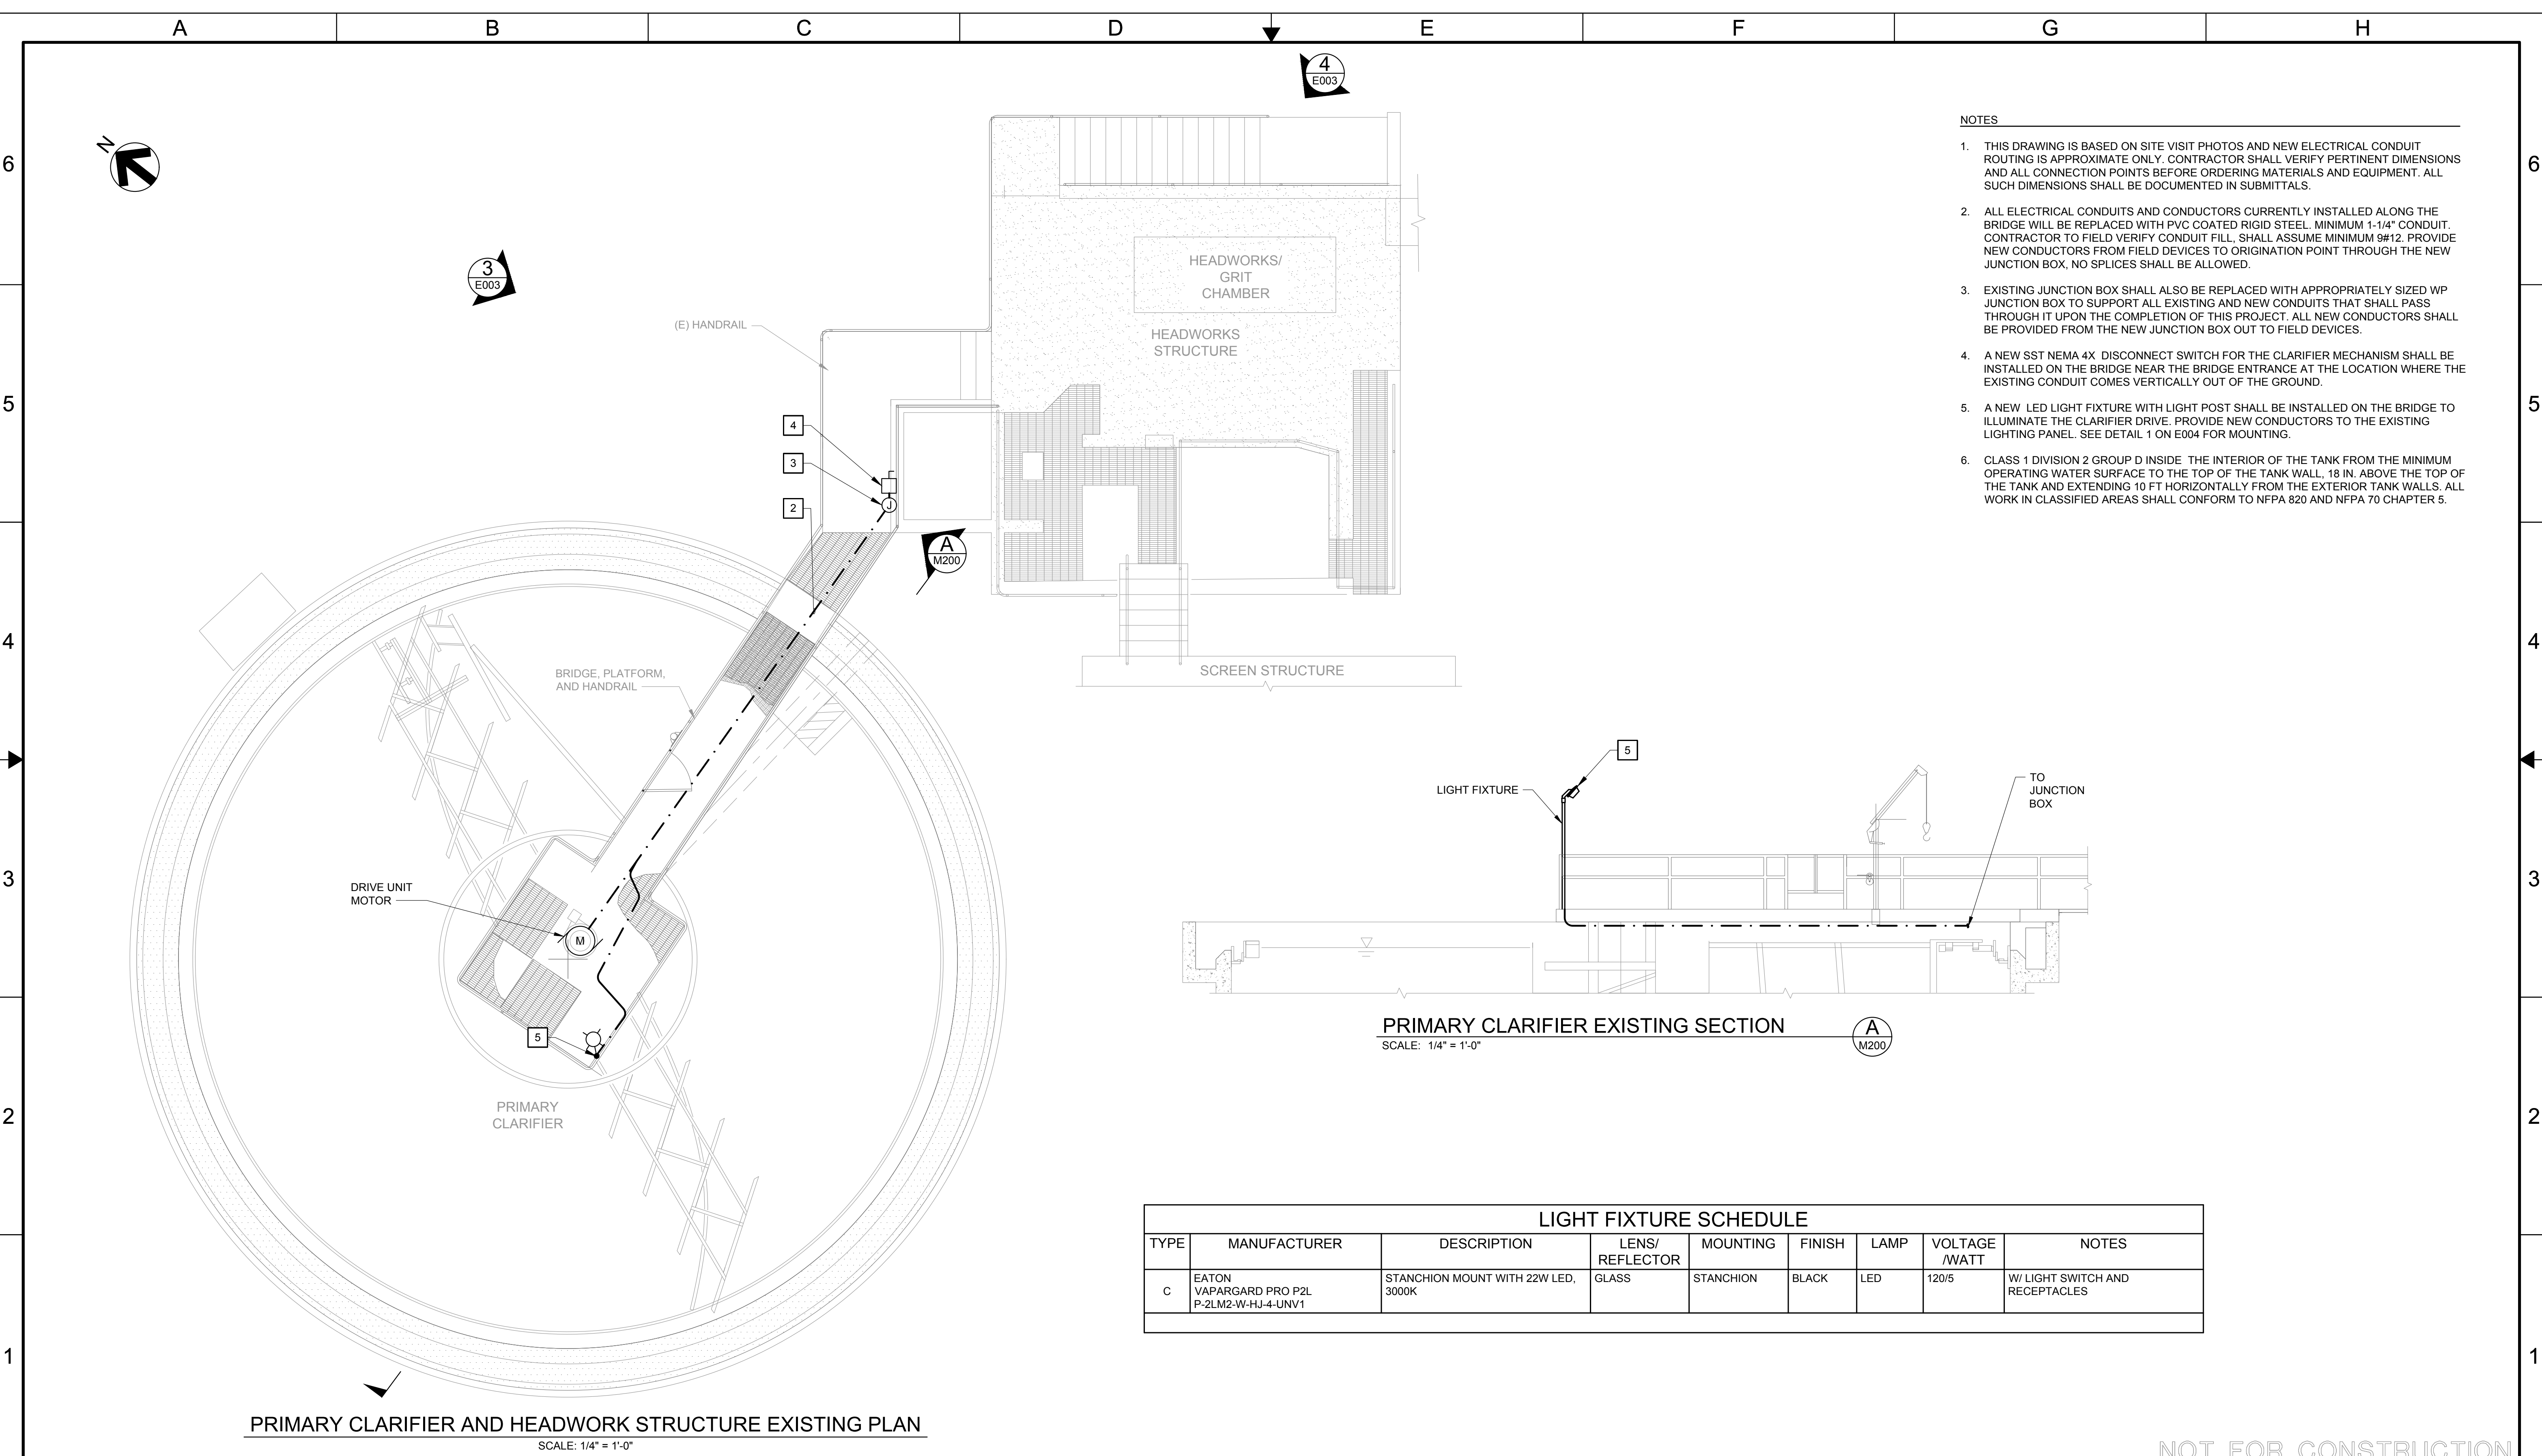 A B C D E F G H
6
5
4
3
2
1
6
5
4
3
2
1
N
4
E003
3
E003
(E) HANDRAIL
HEADWORKS/
GRIT
CHAMBER
HEADWORKS
STRUCTURE
4
3
2
J
A
M200
SCREEN STRUCTURE
BRIDGE, PLATFORM,
AND HANDRAIL
DRIVE UNIT
MOTOR
M
5
PRIMARY
CLARIFIER
PRIMARY CLARIFIER AND HEADWORK STRUCTURE EXISTING PLAN
SCALE: 1/4" = 1'-0"
NOTES
1. THIS DRAWING IS BASED ON SITE VISIT PHOTOS AND NEW ELECTRICAL CONDUIT
ROUTING IS APPROXIMATE ONLY. CONTRACTOR SHALL VERIFY PERTINENT DIMENSIONS
AND ALL CONNECTION POINTS BEFORE ORDERING MATERIALS AND EQUIPMENT. ALL
SUCH DIMENSIONS SHALL BE DOCUMENTED IN SUBMITTALS.
2. ALL ELECTRICAL CONDUITS AND CONDUCTORS CURRENTLY INSTALLED ALONG THE
BRIDGE WILL BE REPLACED WITH PVC COATED RIGID STEEL. MINIMUM 1-1/4" CONDUIT.
CONTRACTOR TO FIELD VERIFY CONDUIT FILL, SHALL ASSUME MINIMUM 9#12. PROVIDE
NEW CONDUCTORS FROM FIELD DEVICES TO ORIGINATION POINT THROUGH THE NEW
JUNCTION BOX, NO SPLICES SHALL BE ALLOWED.
3. EXISTING JUNCTION BOX SHALL ALSO BE REPLACED WITH APPROPRIATELY SIZED WP
JUNCTION BOX TO SUPPORT ALL EXISTING AND NEW CONDUITS THAT SHALL PASS
THROUGH IT UPON THE COMPLETION OF THIS PROJECT. ALL NEW CONDUCTORS SHALL
BE PROVIDED FROM THE NEW JUNCTION BOX OUT TO FIELD DEVICES.
4. A NEW SST NEMA 4X DISCONNECT SWITCH FOR THE CLARIFIER MECHANISM SHALL BE
INSTALLED ON THE BRIDGE NEAR THE BRIDGE ENTRANCE AT THE LOCATION WHERE THE
EXISTING CONDUIT COMES VERTICALLY OUT OF THE GROUND.
5. A NEW LED LIGHT FIXTURE WITH LIGHT POST SHALL BE INSTALLED ON THE BRIDGE TO
ILLUMINATE THE CLARIFIER DRIVE. PROVIDE NEW CONDUCTORS TO THE EXISTING
LIGHTING PANEL. SEE DETAIL 1 ON E004 FOR MOUNTING.
6. CLASS 1 DIVISION 2 GROUP D INSIDE THE INTERIOR OF THE TANK FROM THE MINIMUM
OPERATING WATER SURFACE TO THE TOP OF THE TANK WALL, 18 IN. ABOVE THE TOP OF
THE TANK AND EXTENDING 10 FT HORIZONTALLY FROM THE EXTERIOR TANK WALLS. ALL
WORK IN CLASSIFIED AREAS SHALL CONFORM TO NFPA 820 AND NFPA 70 CHAPTER 5.
5
LIGHT FIXTURE
TO
JUNCTION
BOX
PRIMARY CLARIFIER EXISTING SECTION
SCALE: 1/4" = 1'-0"
A
M200
LIGHT FIXTURE SCHEDULE
TYPE MANUFACTURER DESCRIPTION LENS/ REFLECTOR MOUNTING FINISH LAMP VOLTAGE /WATT NOTES
C EATON VAPARGARD PRO P2L P-2LM2-W-HJ-4-UNV1 STANCHION MOUNT WITH 22W LED, 3000K GLASS STANCHION BLACK LED 120/5 W/ LIGHT SWITCH AND RECEPTACLES
NOT FOR CONSTRUCTION